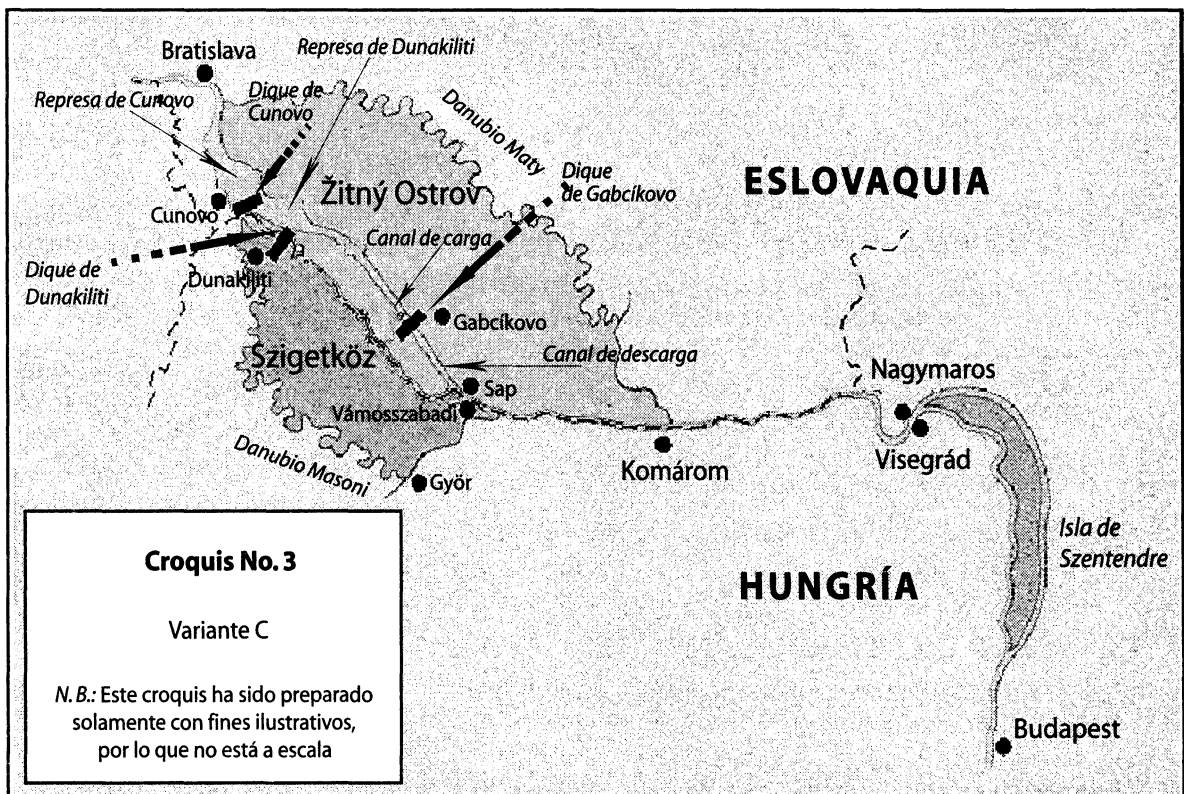 Bratislava
Represa de Dunakiliti
Represa de Cunovo
Dique de
Cunovo
Danubio Maty
Dique
de Gabcíkovo
ESLOVAQUIA
Žitný Ostrov
Cunovo
Canal de carga
Dique de
Dunakiliti
Dunakiliti
Gabcíkovo
Szigetköz
Canal de descarga
Sap
Nagymaros
Vámosszabadi
Komárom
Visegrád
Danubio Masoni
Györ
Isla de
Szentendre
HUNGRÍA
Budapest
Croquis No. 3
Variante C
N. B.: Este croquis ha sido preparado
solamente con fines ilustrativos,
por lo que no está a escala